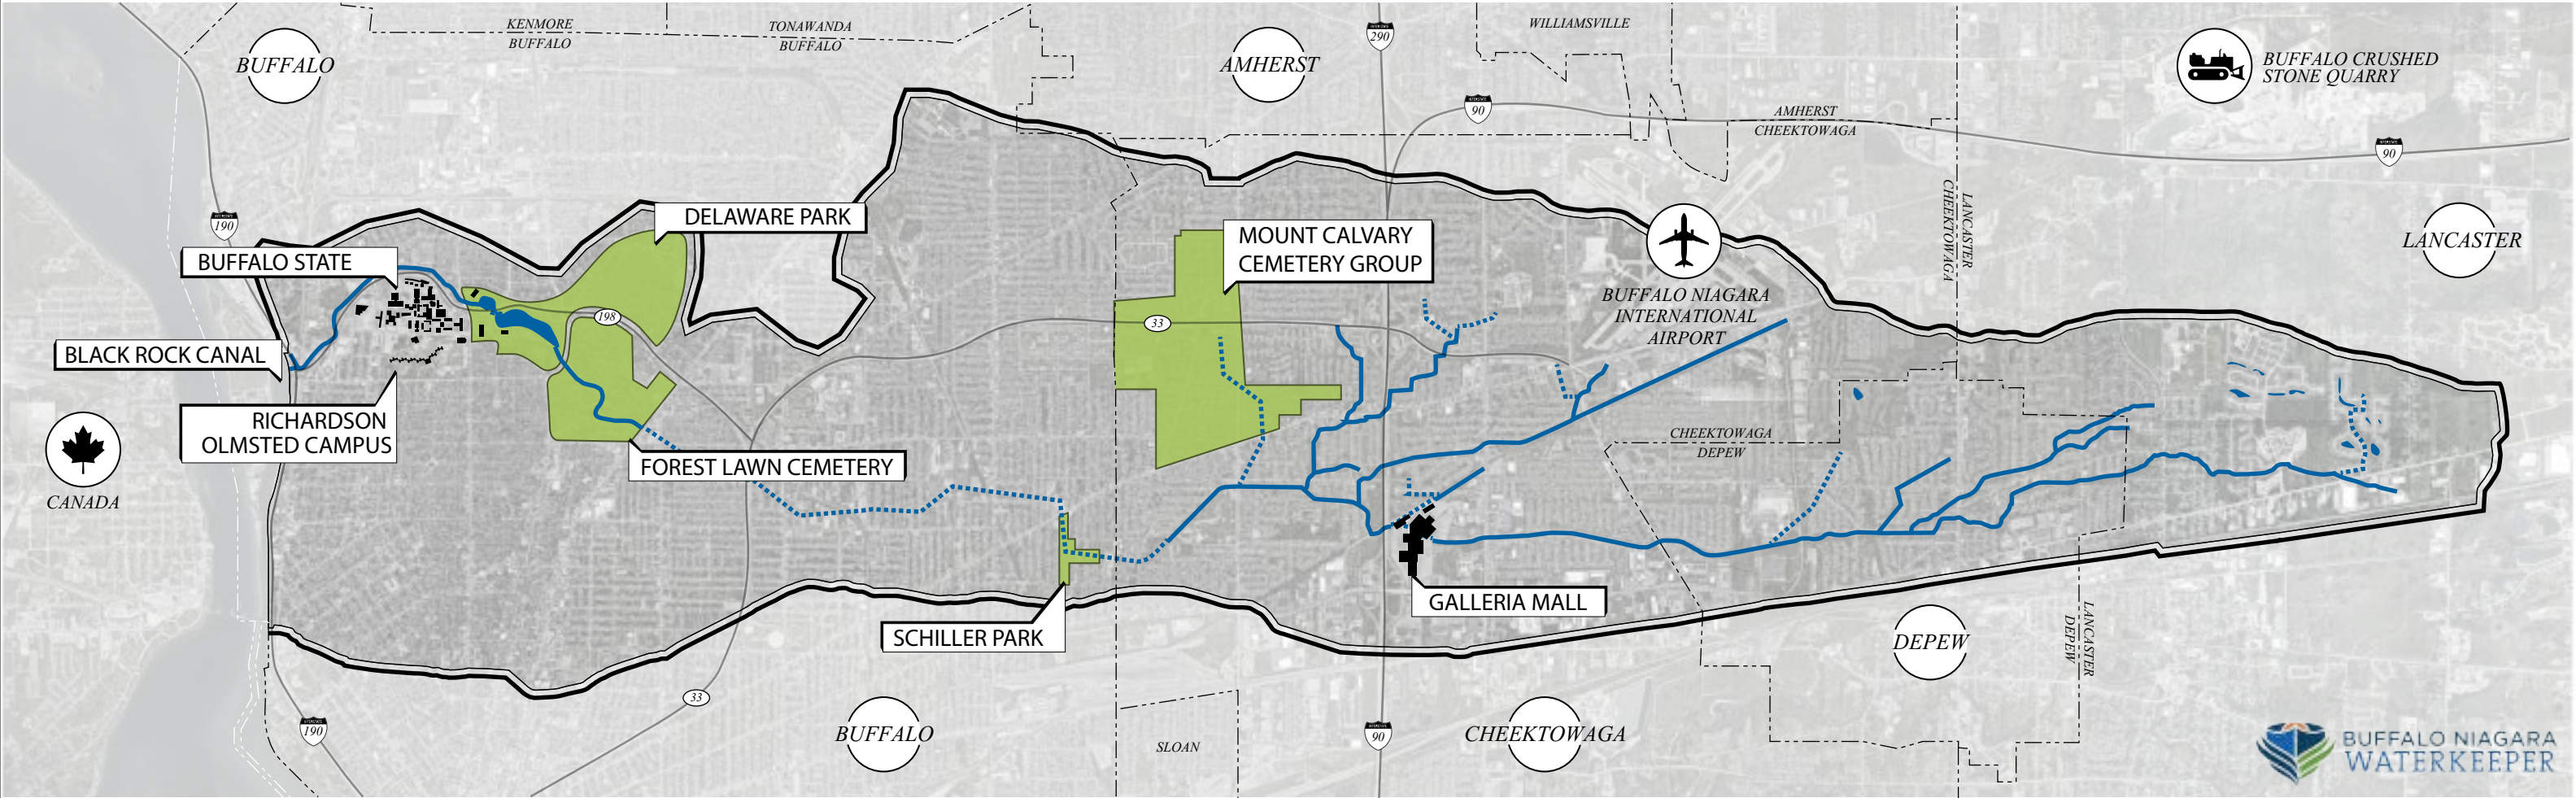 KENMORE
BUFFALO
TONAWANDA
BUFFALO
BUFFALO
AMHERST
290
WILLIAMSVILLE
90
AMHERST
CHEEKTOWAGA
BUFFALO CRUSHED
STONE QUARRY
90
190
BUFFALO STATE
DELAWARE PARK
MOUNT CALVARY
CEMETERY GROUP
LANCASTER
CHEEKTOWAGA
LANCASTER
BUFFALO NIAGARA
INTERNATIONAL
AIRPORT
198
33
BLACK ROCK CANAL
RICHARDSON
OLMSTED CAMPUS
CANADA
FOREST LAWN CEMETERY
CHEEKTOWAGA
DEPEW
GALLERIA MALL
SCHILLER PARK
DEPEW
LANCASTER
DEPEW
33
190
BUFFALO
SLOAN
90
CHEEKTOWAGA
BUFFALO NIAGARA
WATERKEEPER